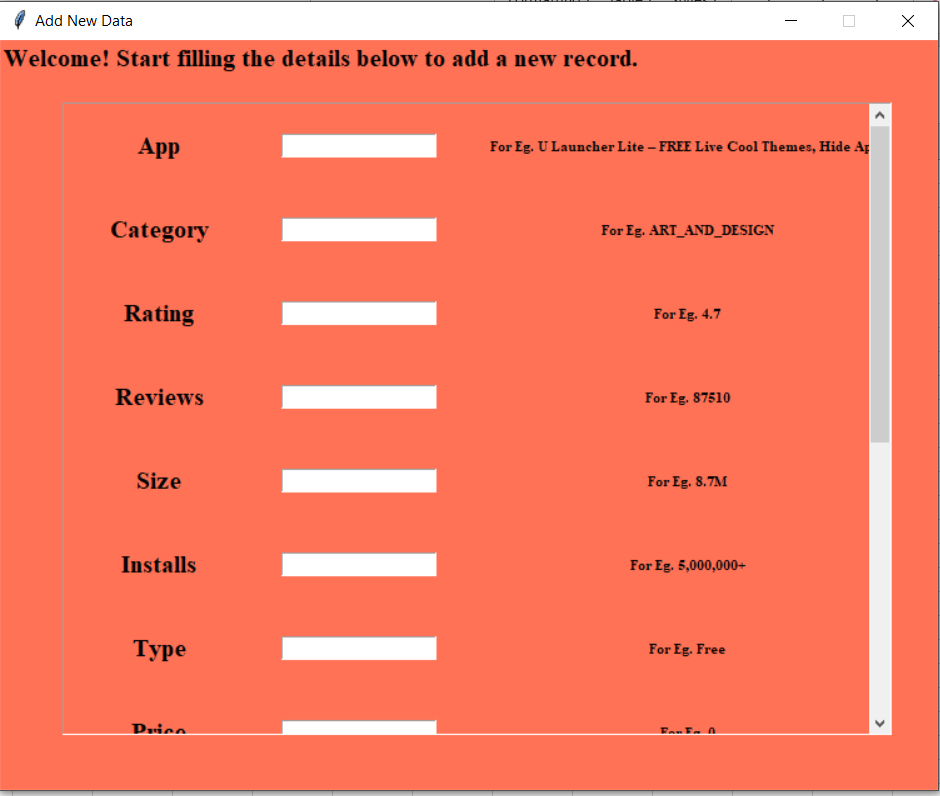 Add New Data
Welcome! Start filling the details below to add a new record.
App For Eg. U Launcher Lite – FREE Live Cool Themes, Hide Ap
Category For Eg. ART_AND_DESIGN
Rating For Eg. 4.7
Reviews For Eg. 87510
Size For Eg. 8.7M
Installs For Eg. 5,000,000+
Type For Eg. Free
Price For Eg. 0